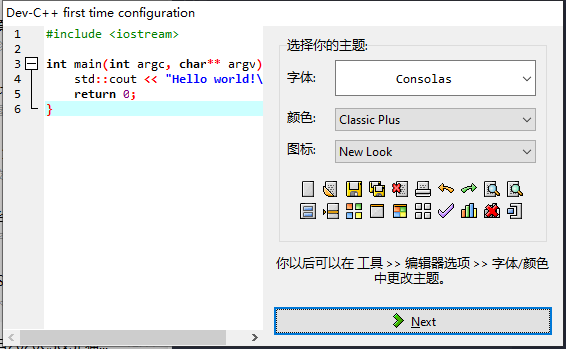 Dev-C++ first time configuration
1 #include <iostream>
2
3 int main(int argc, char** argv)
4 std::cout << "Hello world!\
5 return 0;
6 }
选择你的主题:
字体: Consolas
颜色: Classic Plus
图标: New Look
你以后可以在 工具 >> 编辑器选项 >> 字体/颜色
中更改主题。
Next